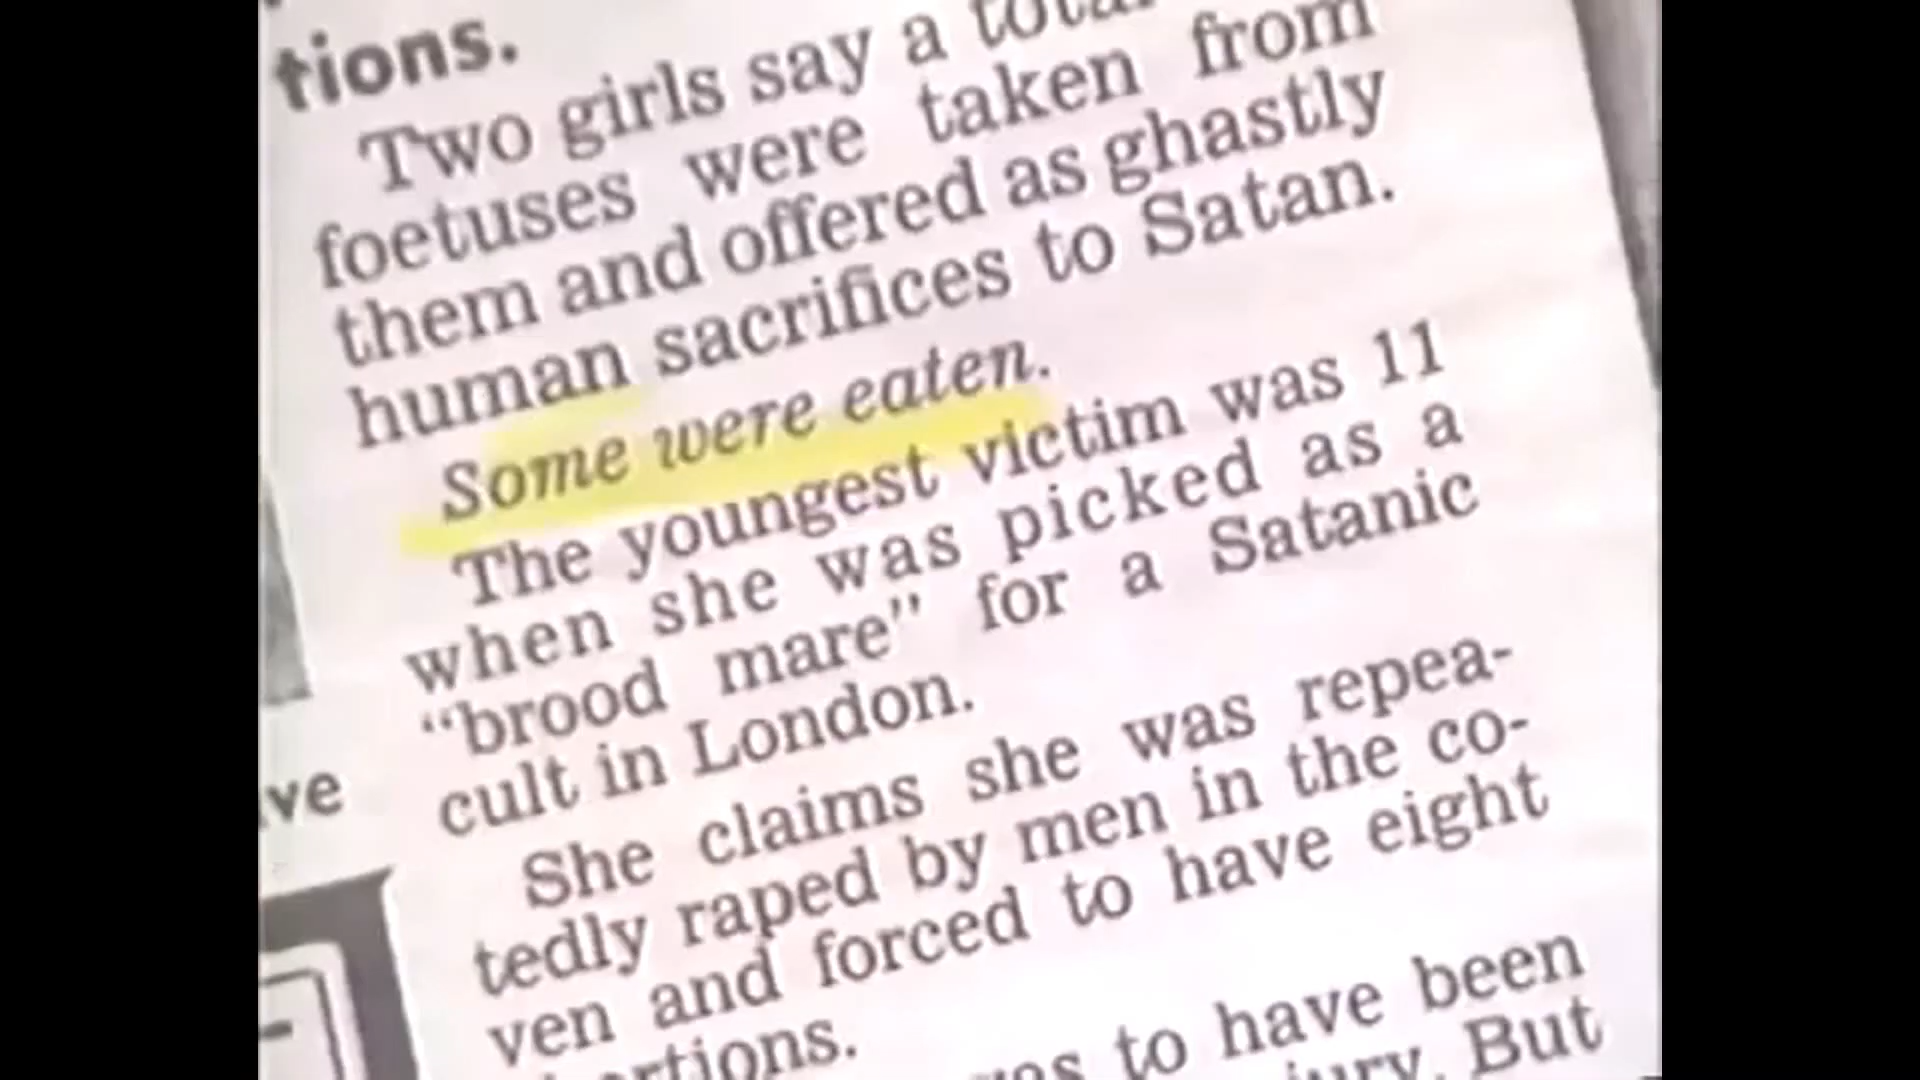 tions.
Two girls say a total
foetuses were taken from
them and offered as ghastly
human sacrifices to Satan.
Some were eaten.
The youngest victim was 11
when she was picked as a
“brood mare” for a Satanic
cult in London.
She claims she was repea-
tedly raped by men in the co-
ven and forced to have eight
ortions.
to have been
jury. But
ve